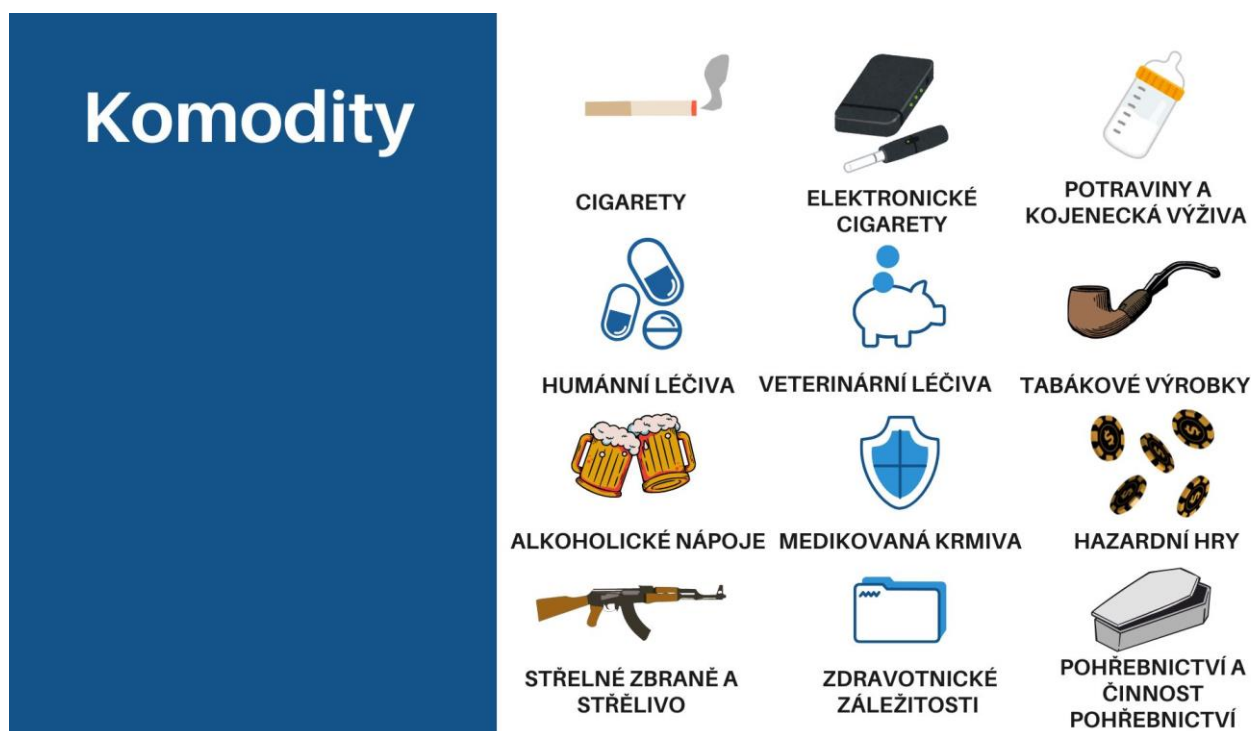 Komodity
CIGARETY
ELEKTRONICKÉ
CIGARETY
POTRAVINY A
KOJENECKÁ VÝŽIVA
HUMÁNNÍ LÉČIVA
VETERINÁRNÍ LÉČIVA
TABÁKOVÉ VÝROBKY
ALKOHOLICKÉ NÁPOJE
MEDIKOVANÁ KRMIVA
HAZARDNÍ HRY
STŘELNÉ ZBRANĚ A
STŘĚLIVO
ZDRAVOTNICKÉ
ZÁLEŽITOSTI
POHŘEBNICTVÍ A
ČINNOST
POHŘEBNICTVÍ